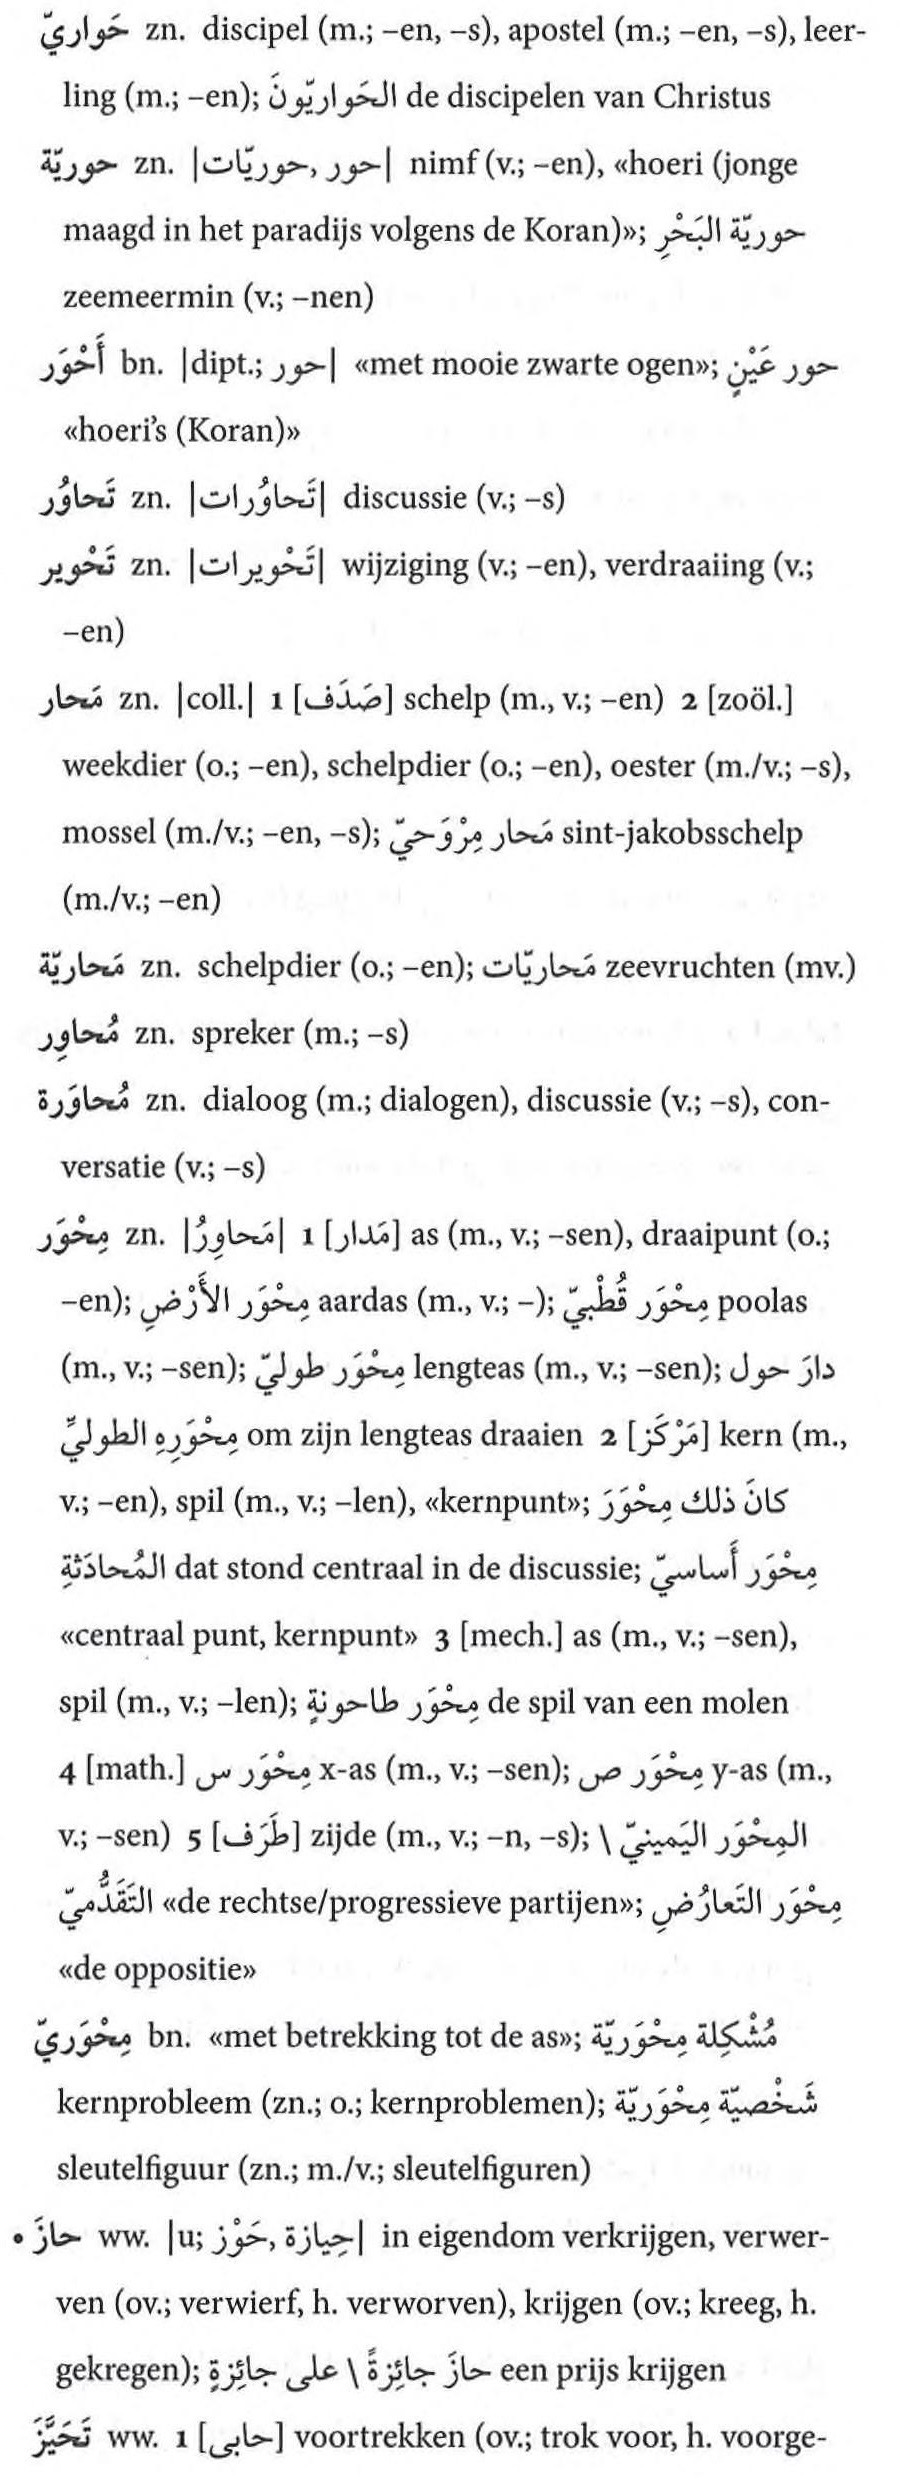 حَواريّ zn. discipel (m.; –en, –s), apostel (m.; –en, –s), leer-
ling (m.; –en); الحَواريّونَ de discipelen van Christus
حوريّة zn. |حور, حوريّات| nimf (v.; –en), «hoeri (jonge
maagd in het paradijs volgens de Koran)»; حوريّة البَحْرِ
zeemeermin (v.; –nen)
أَحْوَر bn. |dipt.; حور| «met mooie zwarte ogen»; حور عَيْنٍ
«hoeri's (Koran)»
تَحاوُر zn. |تَحاوُرات| discussie (v.; –s)
تَحْوير zn. |تَحْويرات| wijziging (v.; –en), verdraaiing (v.;
–en)
مَحار zn. |coll.| 1 [صَدَف] schelp (m., v.; –en) 2 [zoöl.]
weekdier (o.; –en), schelpdier (o.; –en), oester (m./v.; –s),
mossel (m./v.; –en, –s); مَحار مِرْوَحيّ sint-jakobsschelp
(m./v.; –en)
مَحاريّة zn. schelpdier (o.; –en); مَحاريّات zeevruchten (mv.)
مُحاوِر zn. spreker (m.; –s)
مُحاوَرة zn. dialoog (m.; dialogen), discussie (v.; –s), con-
versatie (v.; –s)
مِحْوَر zn. |مَحاوِرُ| 1 [مَدار] as (m., v.; –sen), draaipunt (o.;
–en); مِحْوَر الأَرْضِ aardas (m., v.; –); مِحْوَر قُطْبيّ poolas
(m., v.; –sen); مِحْوَر طوليّ lengteas (m., v.; –sen); دارَ حول
مِحْوَرِهِ الطوليِّ om zijn lengteas draaien 2 [مَرْكَز] kern (m.,
v.; –en), spil (m., v.; –len), «kernpunt»; كانَ ذلك مِحْوَرَ
المُحادَثةِ dat stond centraal in de discussie; مِحْوَر أَساسيّ
«centraal punt, kernpunt» 3 [mech.] as (m., v.; –sen),
spil (m., v.; –len); مِحْوَر طاحونةٍ de spil van een molen
4 [math.] مِحْوَر س x-as (m., v.; –sen); مِحْوَر ص y-as (m.,
v.; –sen) 5 [طَرَف] zijde (m., v.; –n, –s); المِحْوَر اليَمينيّ \
التَقَدُّميّ «de rechtse/progressieve partijen»; مِحْوَر التَعارُضِ
«de oppositie»
مِحْوَريّ bn. «met betrekking tot de as»; مُشْكِلة مِحْوَريّة
kernprobleem (zn.; o.; kernproblemen); شَخْصيّة مِحْوَريّة
sleutelfiguur (zn.; m./v.; sleutelfiguren)
• حازَ ww. |u; حَوْز, حِيازة| in eigendom verkrijgen, verwer-
ven (ov.; verwierf, h. verworven), krijgen (ov.; kreeg, h.
gekregen); حازَ جائِزةً \ على جائِزةٍ een prijs krijgen
تَحَيَّزَ ww. 1 [حابى] voortrekken (ov.; trok voor, h. voorge-